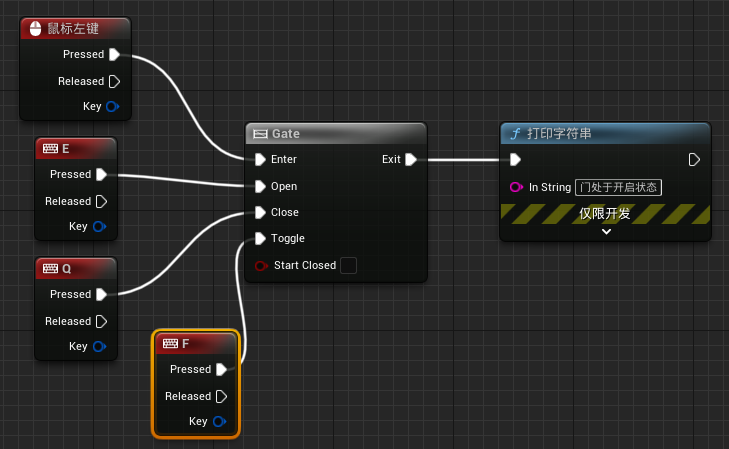 鼠标左键
Pressed
Released
Key
E
Pressed
Released
Key
Q
Pressed
Released
Key
F
Pressed
Released
Key
Gate
Enter Exit
Open
Close
Toggle
Start Closed
f 打印字符串
In String 门处于开启状态
仅限开发